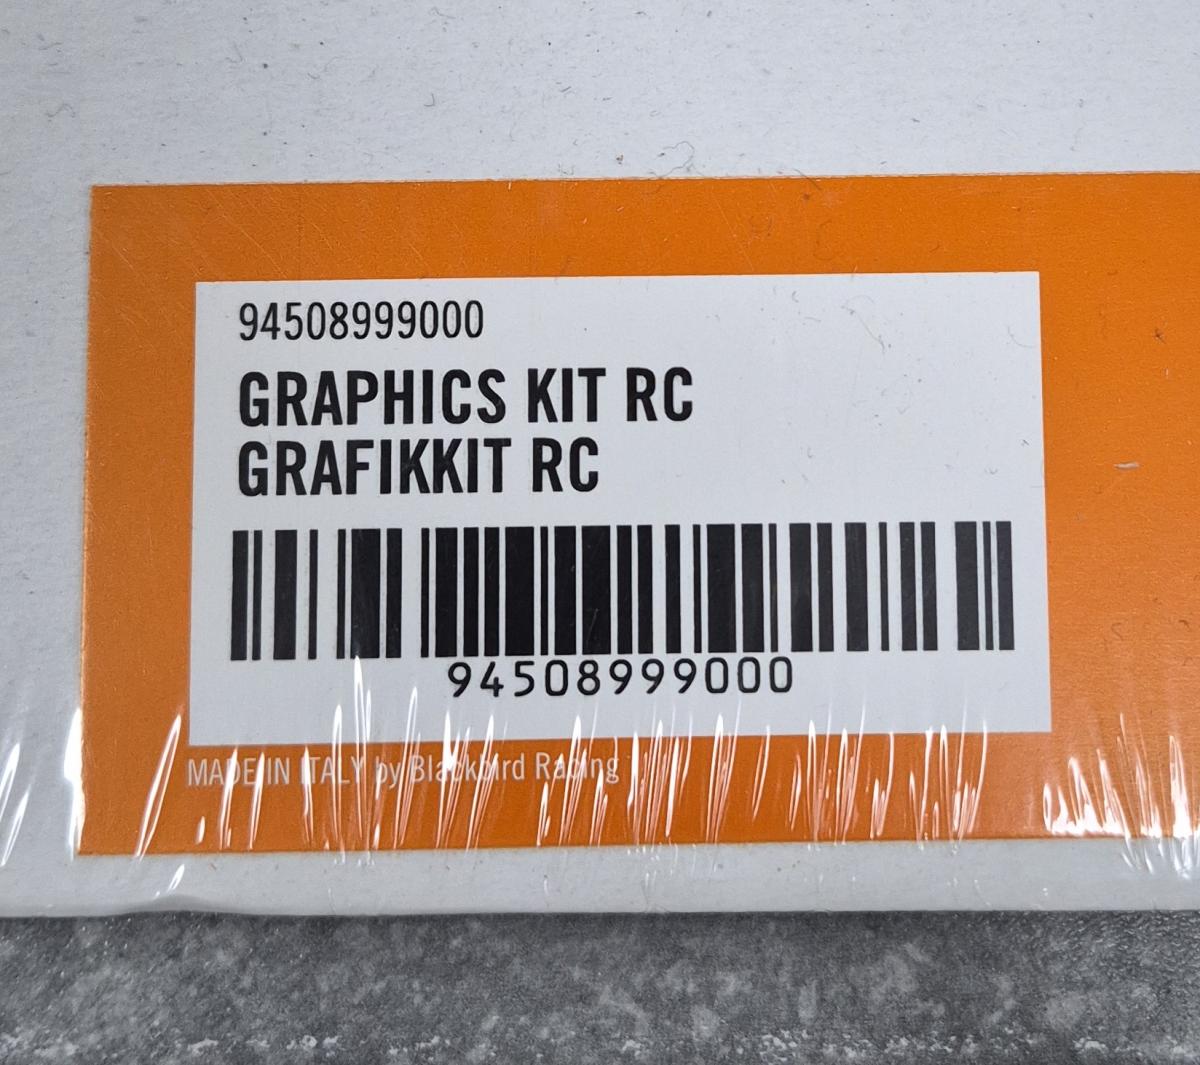 94508999000
GRAPHICS KIT RC
GRAFIKKIT RC
94508999000
MADE IN ITALY by Blackbird Racing